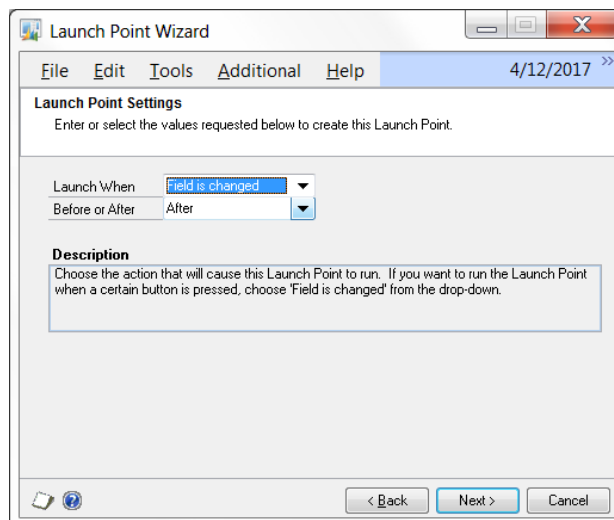 Launch Point Wizard
File Edit Tools Additional Help 4/12/2017 »
Launch Point Settings
Enter or select the values requested below to create this Launch Point.
Launch When Field is changed
Before or After After
Description
Choose the action that will cause this Launch Point to run. If you want to run the Launch Point
when a certain button is pressed, choose 'Field is changed' from the drop-down.
< Back Next > Cancel